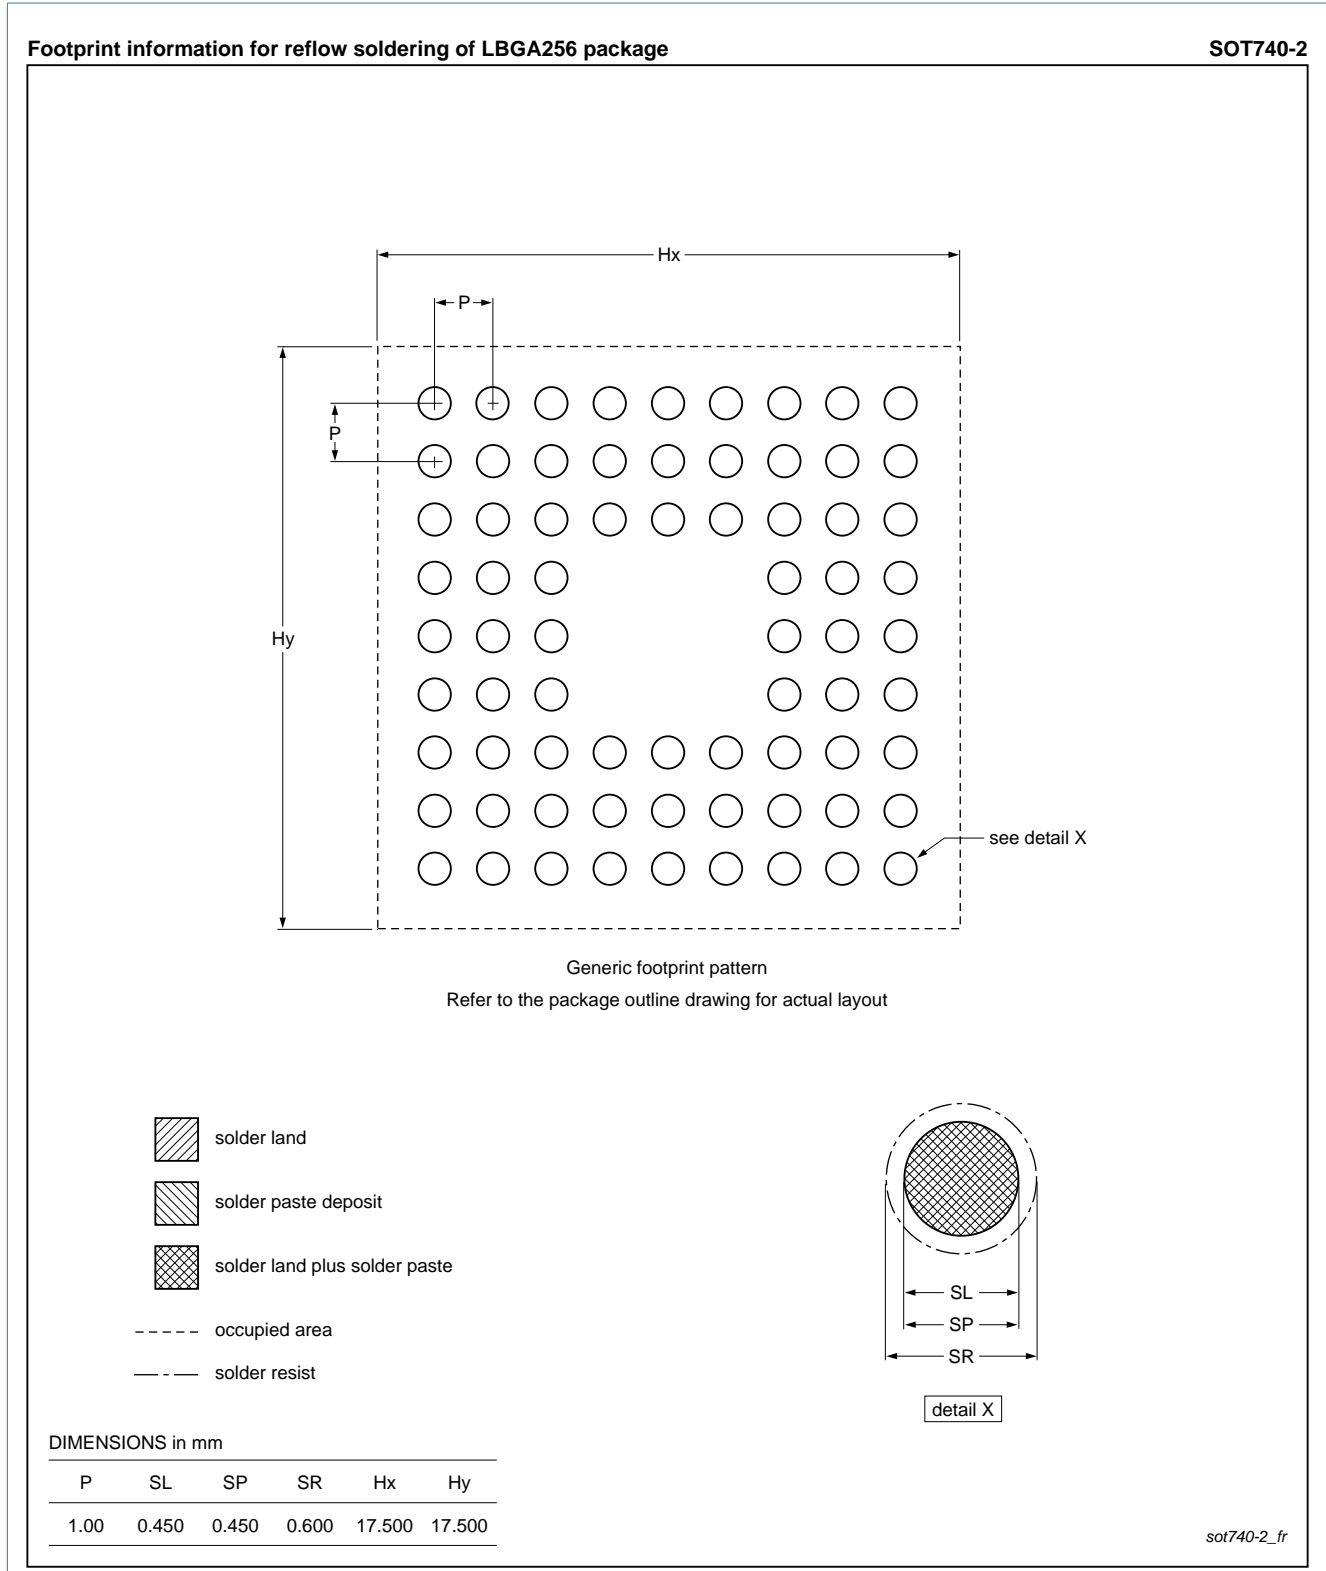 Footprint information for reflow soldering of LBGA256 package SOT740-2
Hx
P
P
Hy
see detail X
Generic footprint pattern
Refer to the package outline drawing for actual layout
solder land
solder paste deposit
solder land plus solder paste
occupied area
solder resist
SL
SP
SR
detail X
DIMENSIONS in mm
P SL SP SR Hx Hy
1.00 0.450 0.450 0.600 17.500 17.500
sot740-2_fr